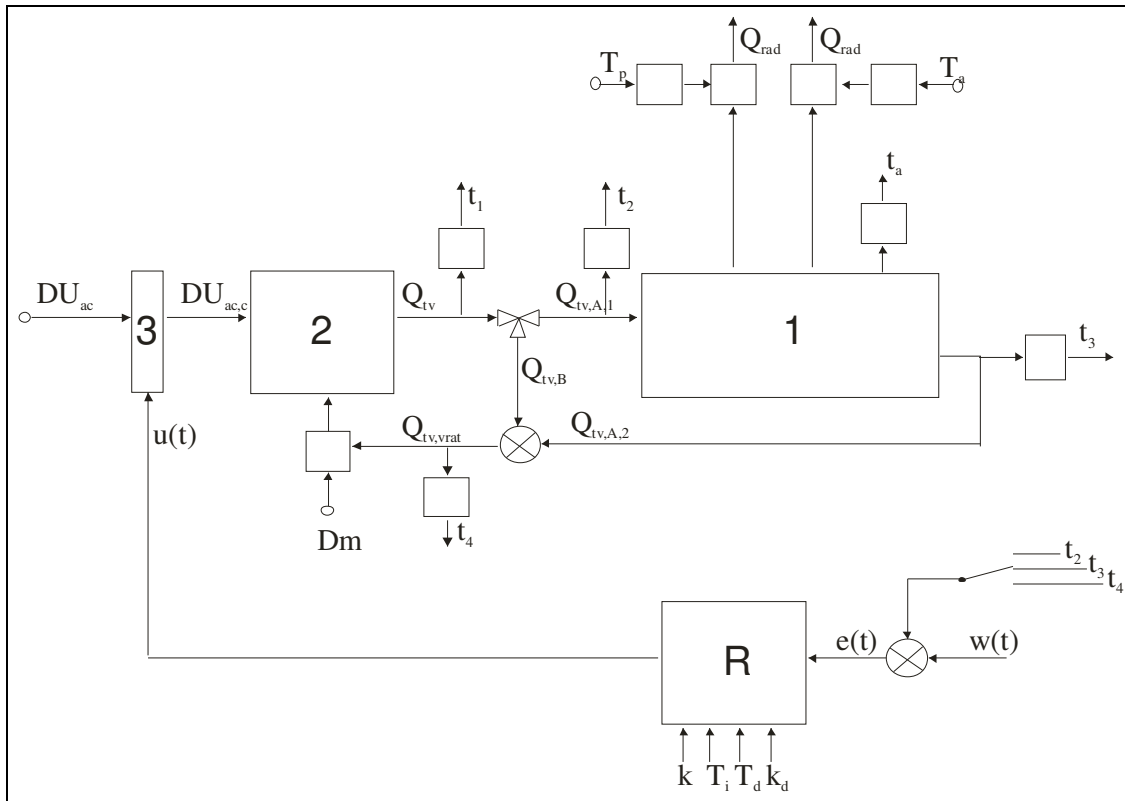 Q_rad Q_rad
T_p T_a
t_a
t_1 t_2
DU_ac DU_ac,c Q_tv Q_tv,A,1
3 2 1
t_3
Q_tv,B
u(t) Q_tv,vrat Q_tv,A,2
Dm t_4
t_2
t_3
t_4
R e(t) w(t)
k T_i T_d k_d